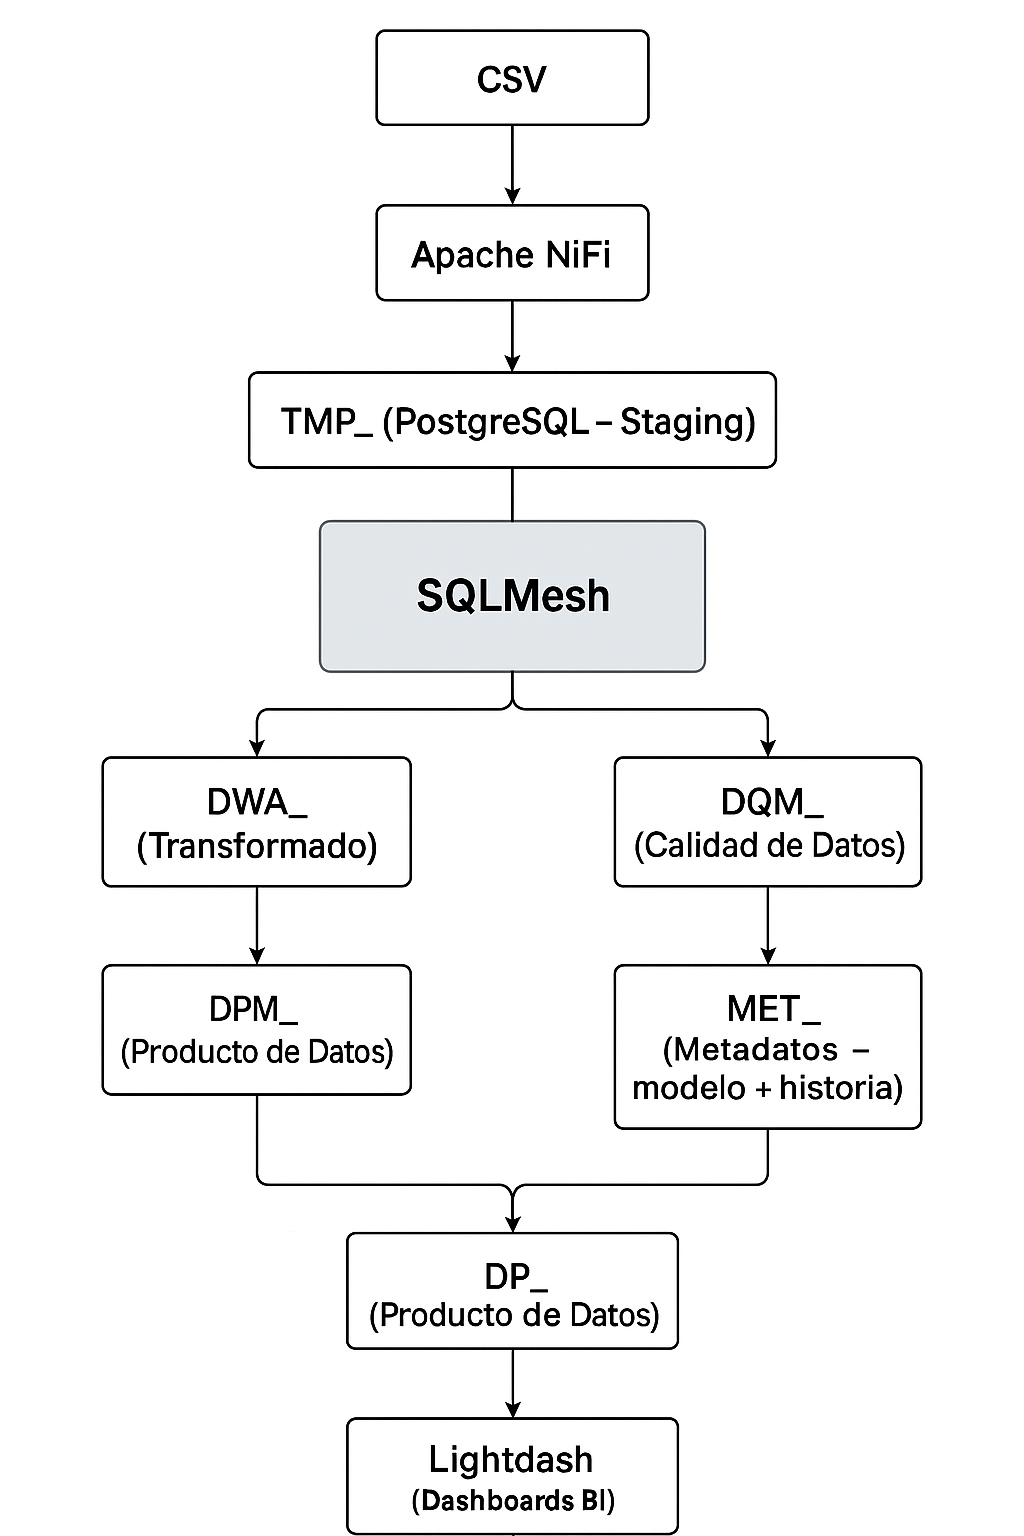 CSV
Apache NiFi
TMP_ (PostgreSQL – Staging)
SQLMesh
DWA_
(Transformado)
DQM_
(Calidad de Datos)
DPM_
(Producto de Datos)
MET_
(Metadatos –
modelo + historia)
DP_
(Producto de Datos)
Lightdash
(Dashboards BI)